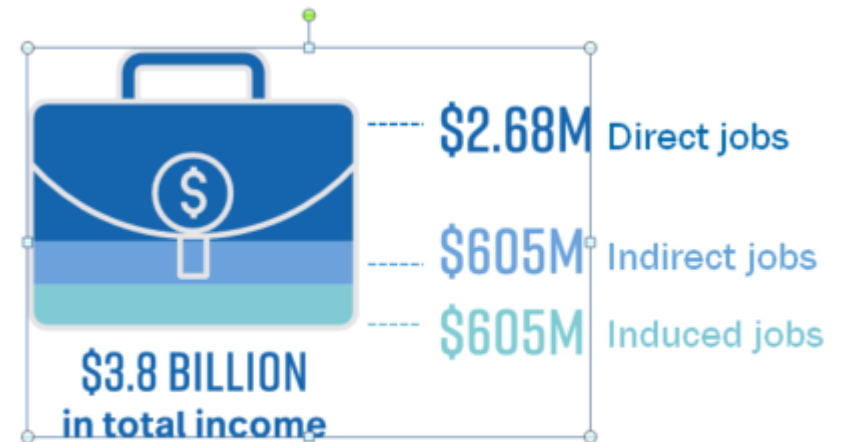 $2.68M Direct jobs
$
$605M Indirect jobs
$605M Induced jobs
$3.8 BILLION
in total income